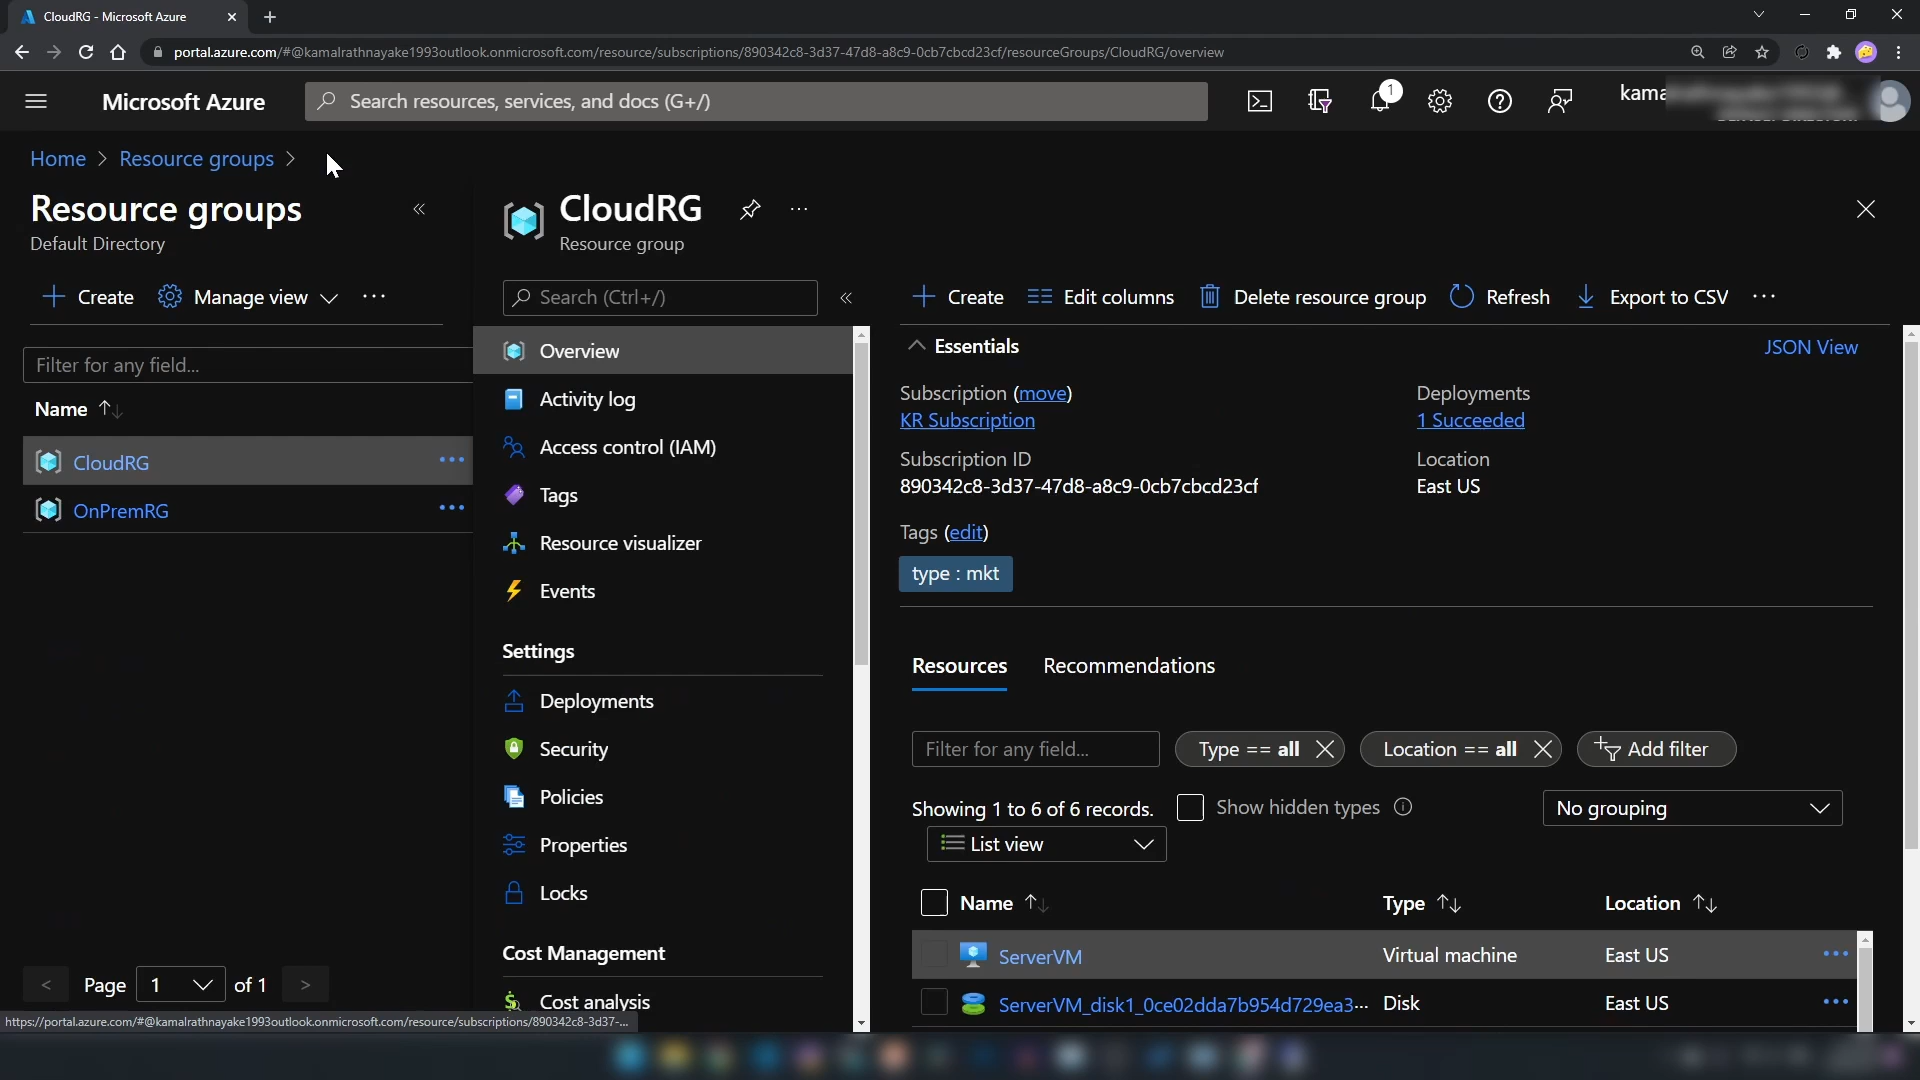 CloudRG - Microsoft Azure
portal.azure.com/#@kamalrathnayake1993outlook.onmicrosoft.com/resource/subscriptions/890342c8-3d37-47d8-a8c9-0cb7cbcd23cf/resourceGroups/CloudRG/overview
Microsoft Azure
Search resources, services, and docs (G+/)
1
kama
Home > Resource groups >
Resource groups
Default Directory
Create
Manage view
Filter for any field...
Name
CloudRG
OnPremRG
< Page 1 of 1 >
CloudRG
Resource group
Search (Ctrl+/)
Overview
Activity log
Access control (IAM)
Tags
Resource visualizer
Events
Settings
Deployments
Security
Policies
Properties
Locks
Cost Management
Cost analysis
Create
Edit columns
Delete resource group
Refresh
Export to CSV
Essentials
JSON View
Subscription (move)
KR Subscription
Deployments
1 Succeeded
Subscription ID
890342c8-3d37-47d8-a8c9-0cb7cbcd23cf
Location
East US
Tags (edit)
type : mkt
Resources
Recommendations
Filter for any field...
Type == all
Location == all
Add filter
Showing 1 to 6 of 6 records.
Show hidden types
No grouping
List view
Name Type Location
ServerVM Virtual machine East US
ServerVM_disk1_0ce02dda7b954d729ea3... Disk East US
https://portal.azure.com/#@kamalrathnayake1993outlook.onmicrosoft.com/resource/subscriptions/890342c8-3d37-...